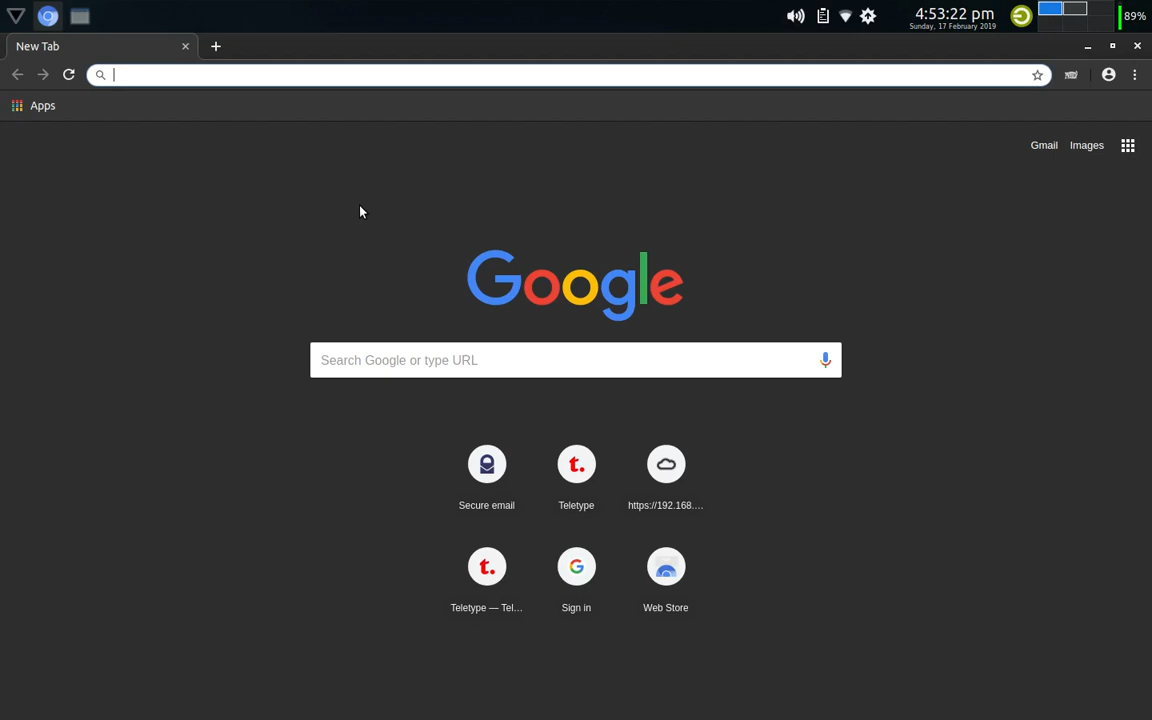 4:53:22 pm
Sunday, 17 February 2019
89%
New Tab
Apps
Gmail Images
Google
Search Google or type URL
Secure email
Teletype
https://192.168....
t.
t.
Teletype — Tel...
Sign in
Web Store